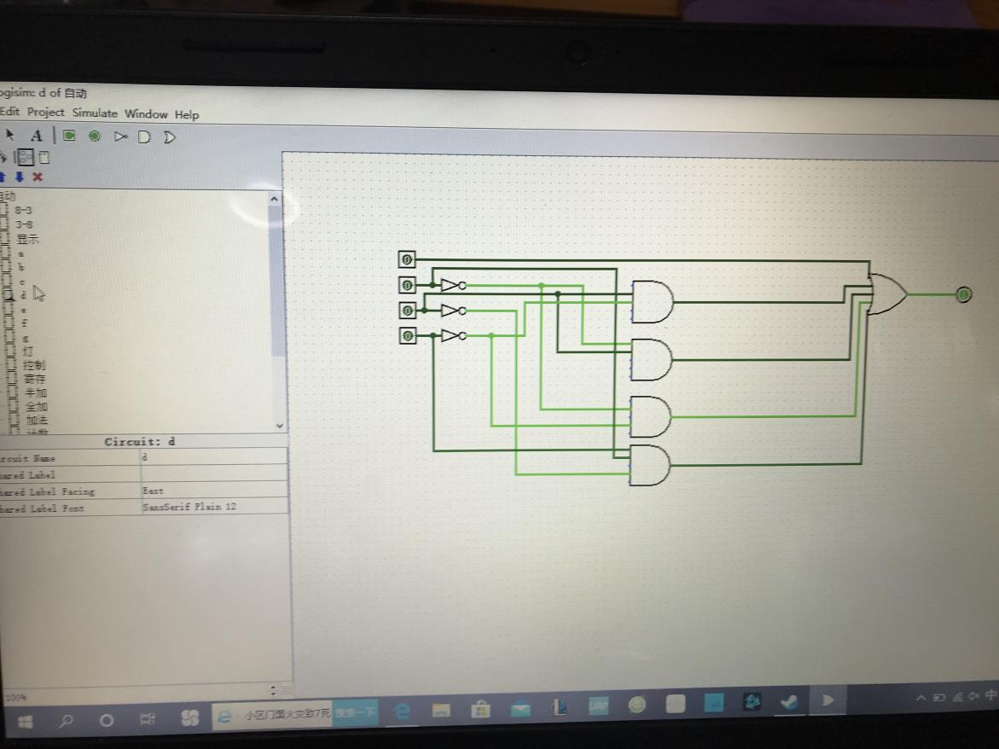 ogisim: d of 自动
Edit Project Simulate Window Help
A
自动
8-3
3-8
显示
a
b
c
d
e
f
g
灯
控制
寄存
半加
全加
加法
计数
Circuit: d
rcuit Name d
hared Label
hared Label Facing East
hared Label Font SansSerif Plain 12
0
0
0
0
100%
小区门面火灾致7死 搜索一下
URP
中